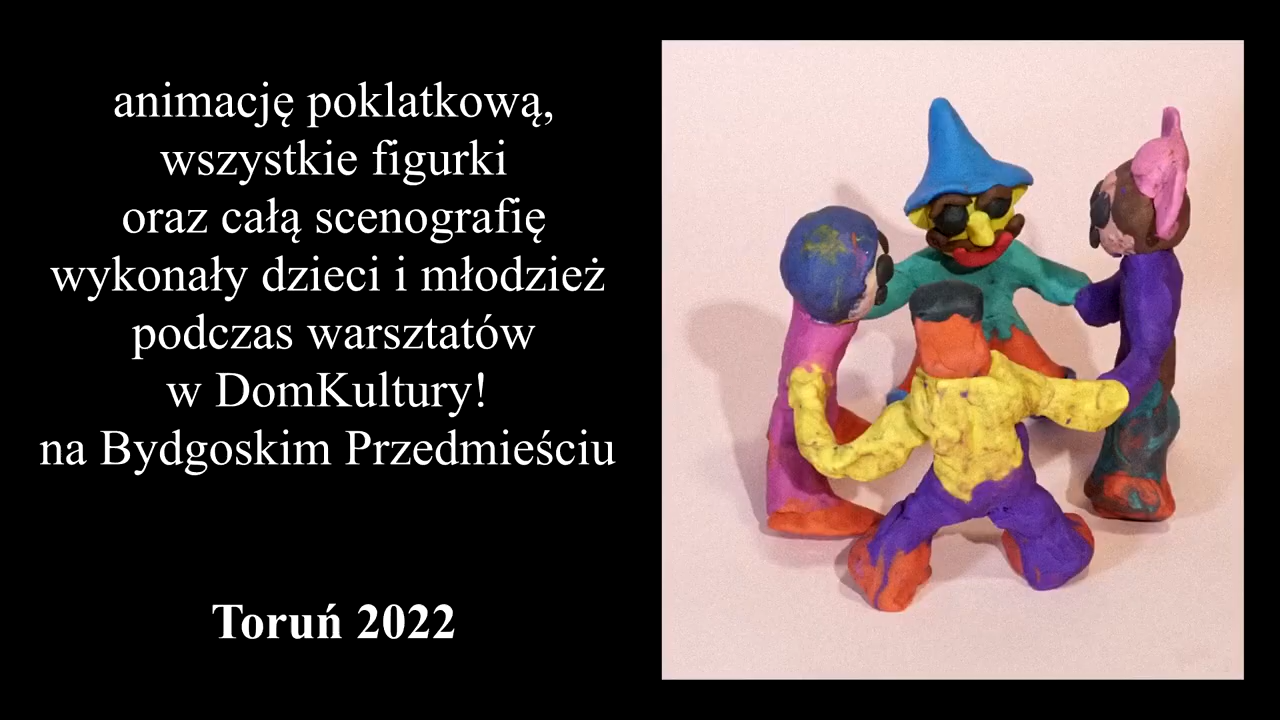 animację poklatkową,
wszystkie figurki
oraz całą scenografię
wykonały dzieci i młodzież
podczas warsztatów
w DomKultury!
na Bydgoskim Przedmieściu
Toruń 2022